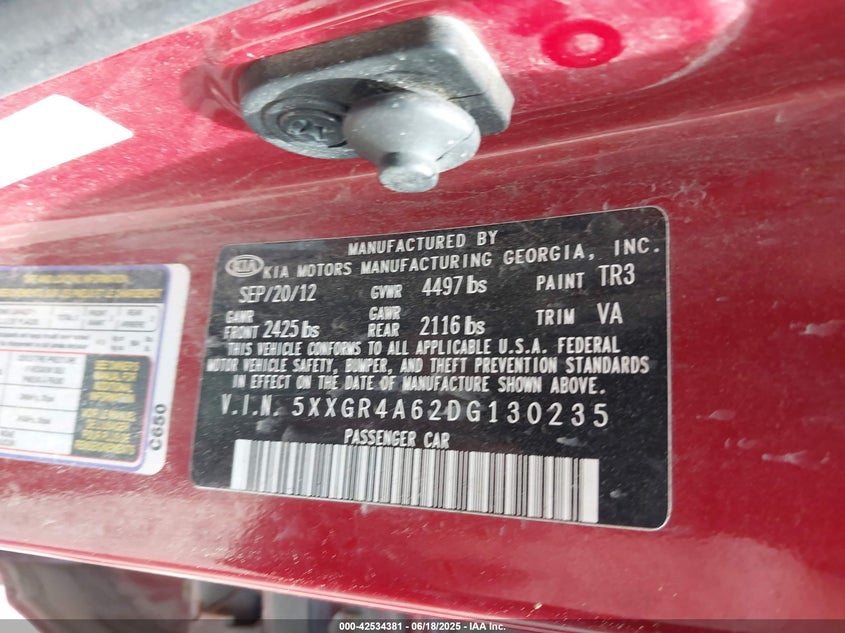 MANUFACTURED BY
KIA KIA MOTORS MANUFACTURING GEORGIA, INC.
SEP/20/12 GVWR 4497 lbs PAINT TR3
GAWR FRONT 2425 lbs GAWR REAR 2116 lbs TRIM VA
THIS VEHICLE CONFORMS TO ALL APPLICABLE U.S.A. FEDERAL
MOTOR VEHICLE SAFETY, BUMPER, AND THEFT PREVENTION STANDARDS
IN EFFECT ON THE DATE OF MANUFACTURE SHOWN ABOVE.
V.I.N. 5XXGR4A62DG130235
PASSENGER CAR
C650
000-42534381 - 06/18/2025 - IAA Inc.